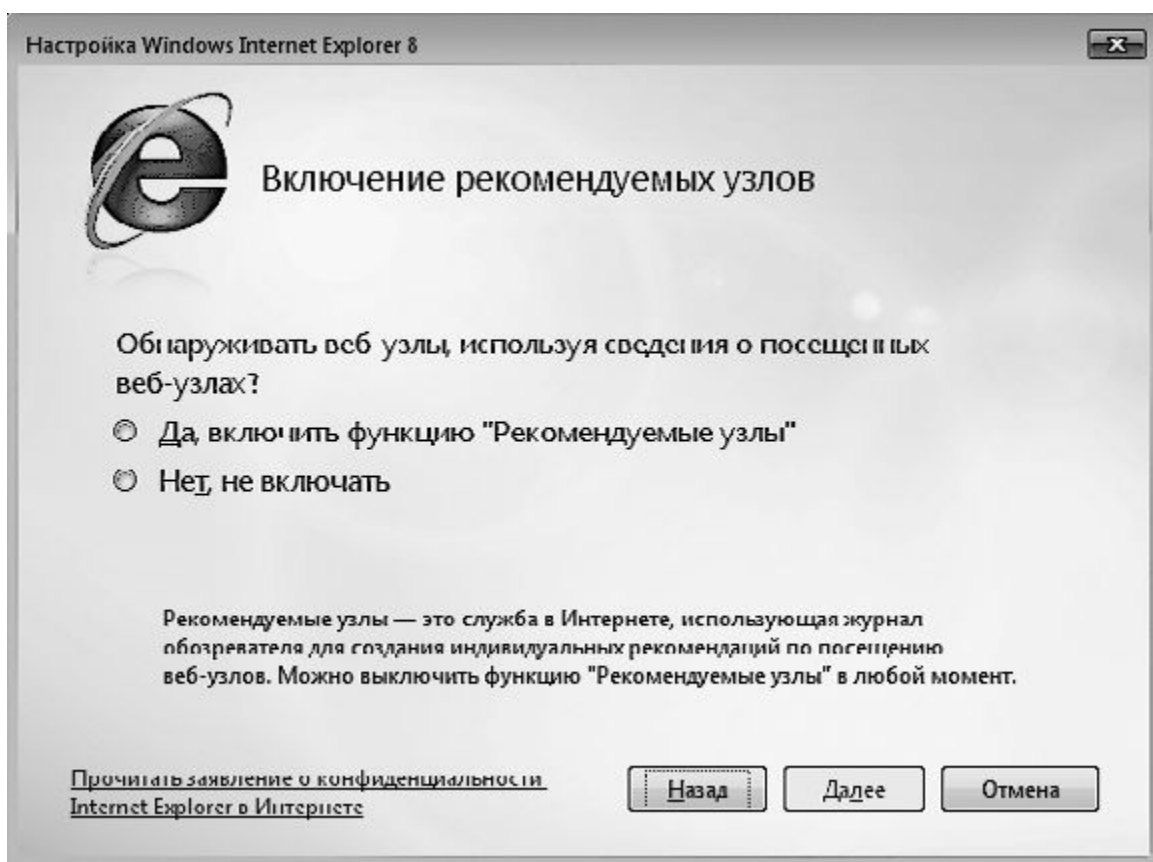 Настройка Windows Internet Explorer 8
Включение рекомендуемых узлов
Обнаруживать веб-узлы, используя сведения о посещенных
веб-узлах?
Да, включить функцию "Рекомендуемые узлы"
Нет, не включать
Рекомендуемые узлы — это служба в Интернете, использующая журнал
обозревателя для создания индивидуальных рекомендаций по посещению
веб-узлов. Можно выключить функцию "Рекомендуемые узлы" в любой момент.
Прочитать заявление о конфиденциальности
Internet Explorer в Интернете
Назад Далее Отмена